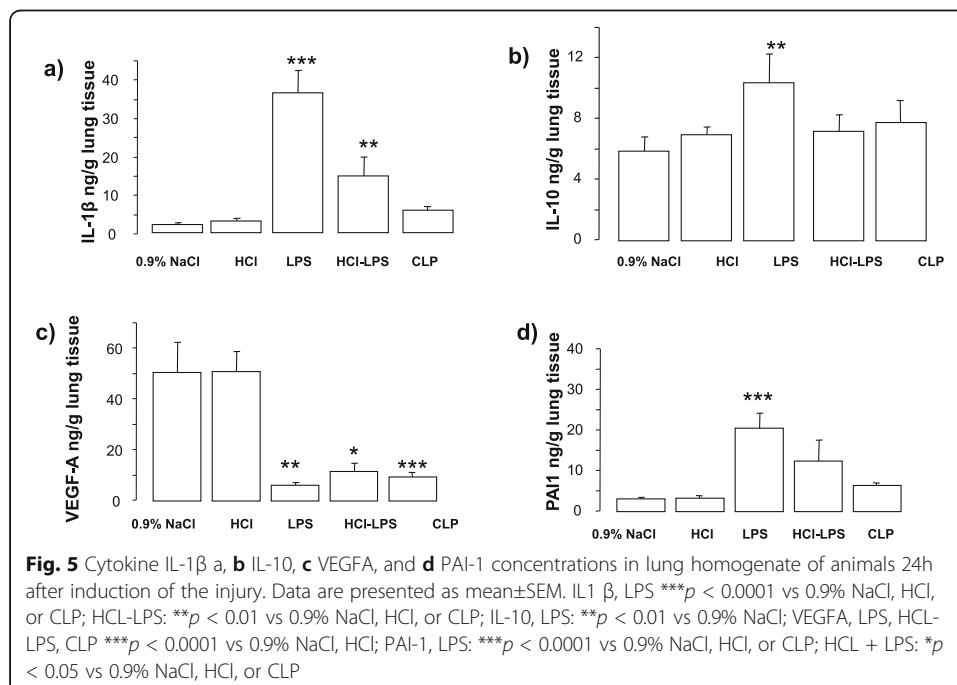 a)
IL-1β ng/g lung tissue
40
30
20
10
0
***
**
0.9% NaCl HCl LPS HCl-LPS CLP
b)
IL-10 ng/g lung tissue
12
9
6
3
0
**
0.9% NaCl HCl LPS HCl-LPS CLP
c)
VEGF-A ng/g lung tissue
60
40
20
0
** * ***
0.9% NaCl HCl LPS HCl-LPS CLP
d)
PAI1 ng/g lung tissue
40
30
20
10
0
***
0.9% NaCl HCl LPS HCl-LPS CLP
Fig. 5 Cytokine IL-1β a, b IL-10, c VEGFA, and d PAI-1 concentrations in lung homogenate of animals 24h
after induction of the injury. Data are presented as mean±SEM. IL1 β, LPS ***p < 0.0001 vs 0.9% NaCl, HCl,
or CLP; HCL-LPS: **p < 0.01 vs 0.9% NaCl, HCl, or CLP; IL-10, LPS: **p < 0.01 vs 0.9% NaCl; VEGFA, LPS, HCL-
LPS, CLP ***p < 0.0001 vs 0.9% NaCl, HCl; PAI-1, LPS: ***p < 0.0001 vs 0.9% NaCl, HCl, or CLP; HCL + LPS: *p
< 0.05 vs 0.9% NaCl, HCl, or CLP